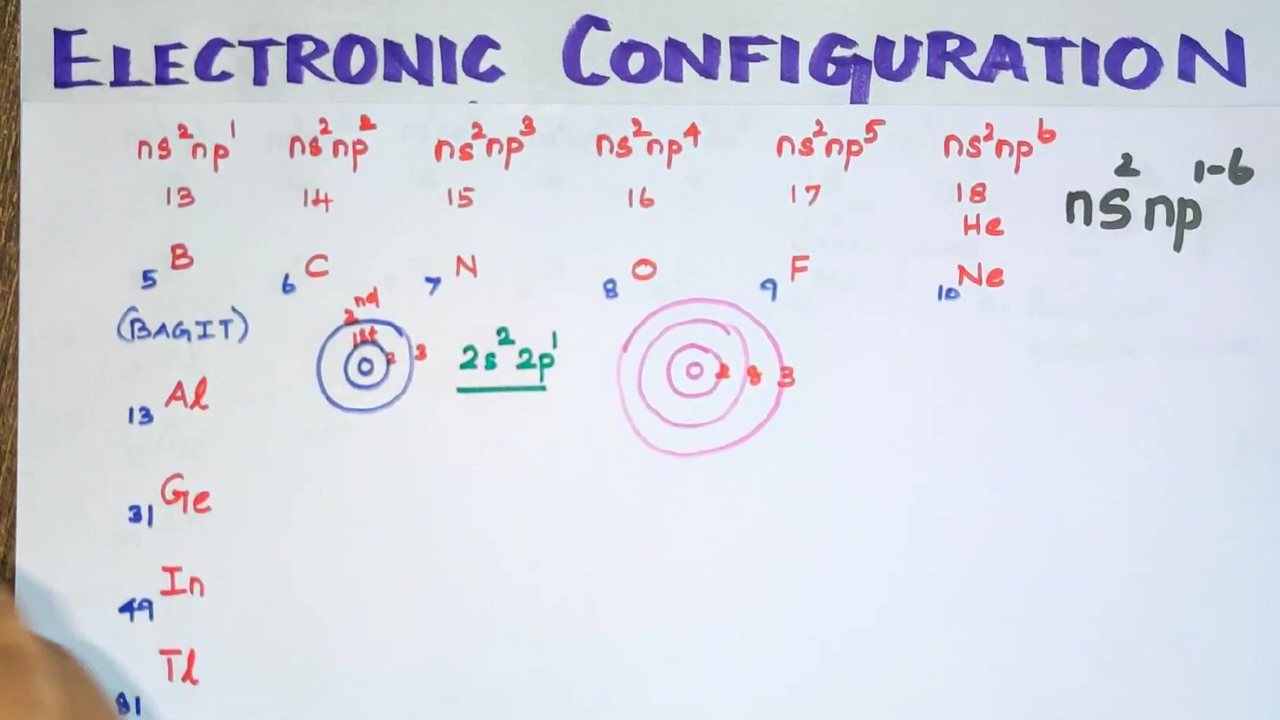 ELECTRONIC CONFIGURATION
ns²np¹ ns²np² ns²np³ ns²np⁴ ns²np⁵ ns²np⁶
ns²np¹⁻⁶
13 14 15 16 17 18
He
5 B 6 C 7 N 8 O 9 F 10 Ne
(BAGIT)
2nd
1st
2 3
2s²2p¹
2 8 3
13 Al
31 Ge
49 In
81 Tl